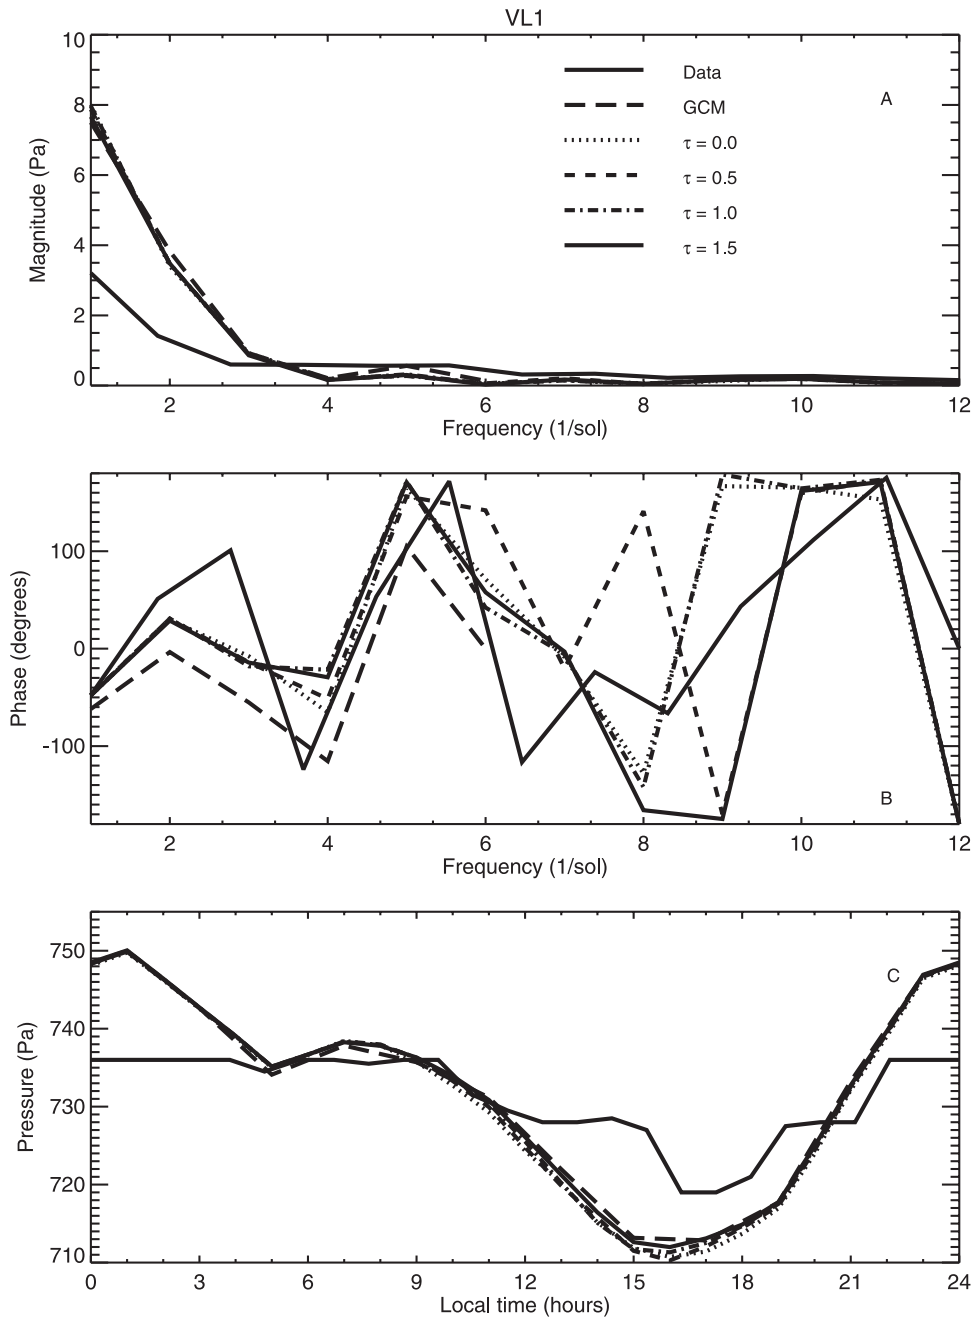 VL1
10
8
6
4
2
0
Magnitude (Pa)
Data
GCM
τ = 0.0
τ = 0.5
τ = 1.0
τ = 1.5
A
2 4 6 8 10 12
Frequency (1/sol)
100
0
-100
Phase (degrees)
B
2 4 6 8 10 12
Frequency (1/sol)
750
740
730
720
710
Pressure (Pa)
C
0 3 6 9 12 15 18 21 24
Local time (hours)